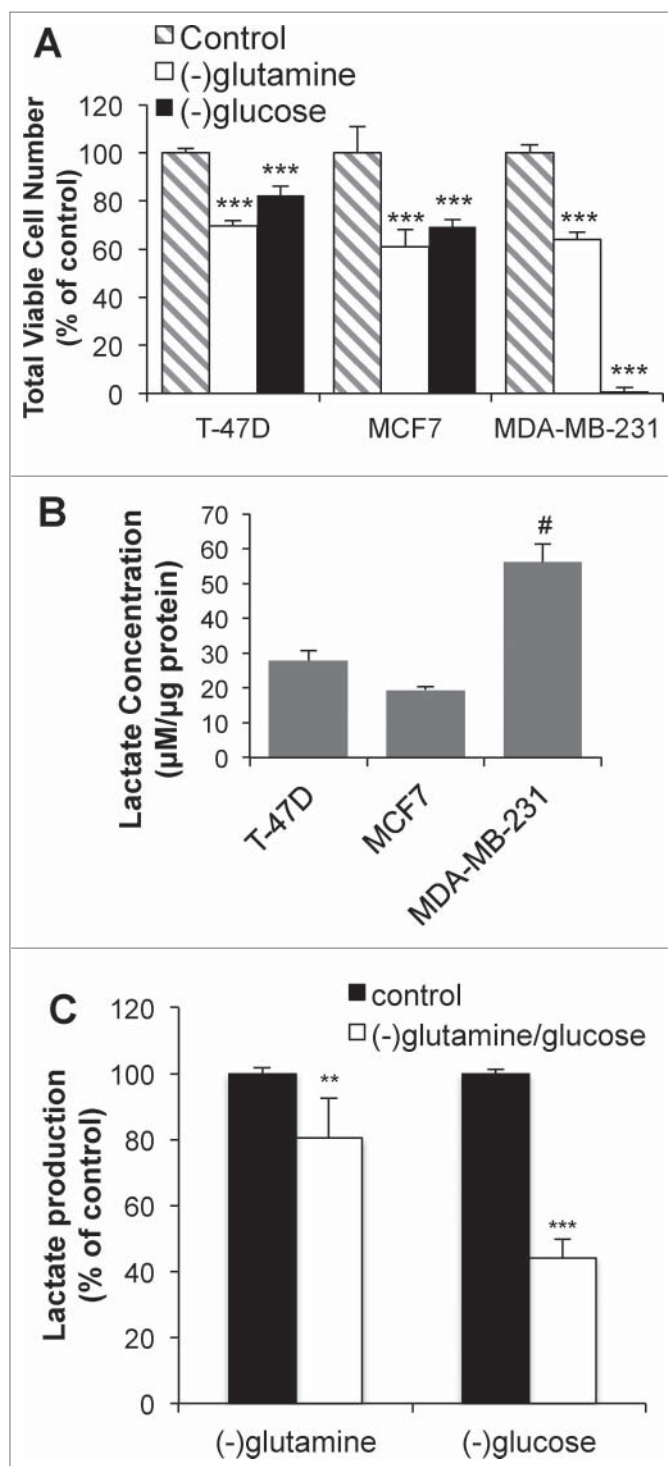 A
Control
(-)glutamine
(-)glucose
Total Viable Cell Number
(% of control)
120
100
80
60
40
20
0
***
***
***
***
***
***
T-47D
MCF7
MDA-MB-231
B
Lactate Concentration
(µM/µg protein)
70
60
50
40
30
20
10
0
#
T-47D
MCF7
MDA-MB-231
C
control
(-)glutamine/glucose
Lactate production
(% of control)
120
100
80
60
40
20
0
**
***
(-)glutamine
(-)glucose